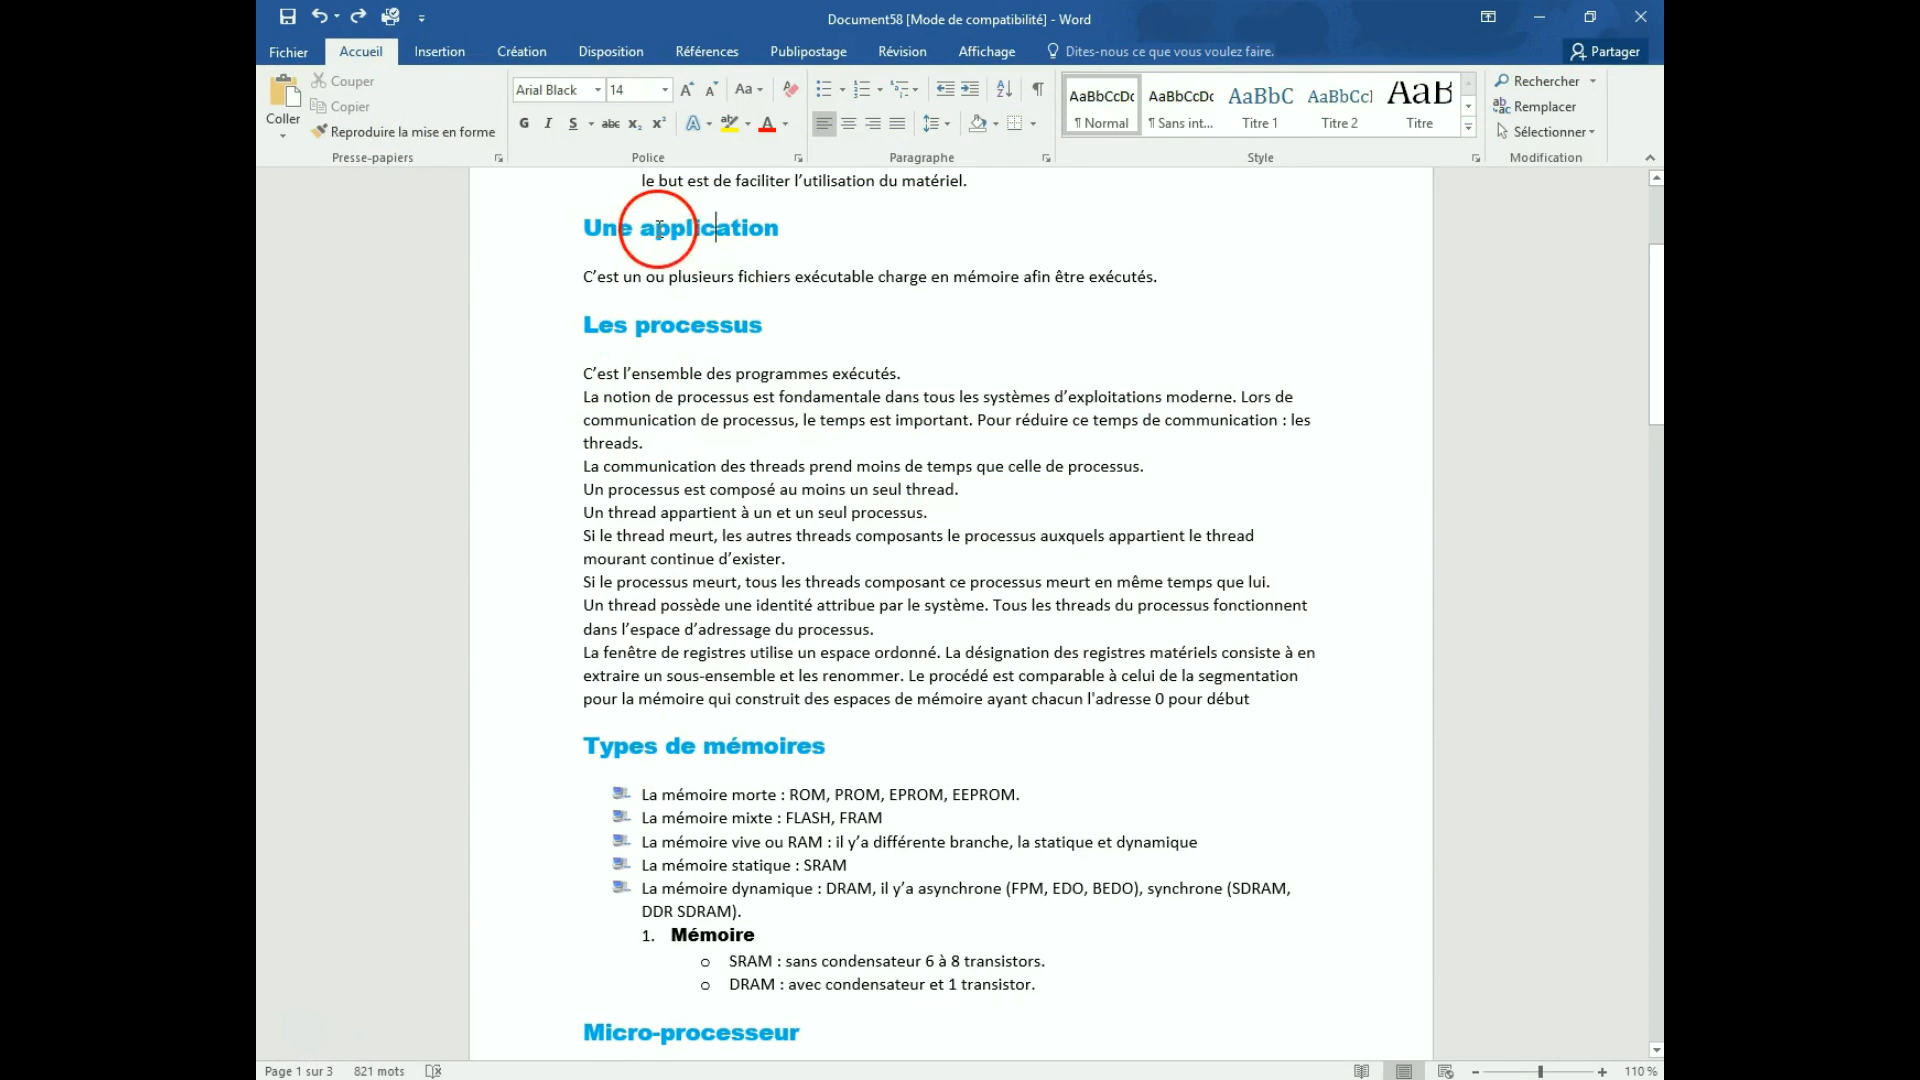 Document58 [Mode de compatibilité] - Word
Fichier Accueil Insertion Création Disposition Références Publipostage Révision Affichage Dites-nous ce que vous voulez faire. Partager
Coller
Couper
Copier
Reproduire la mise en forme
Presse-papiers
Arial Black 14
G I S abc x₂ x²
Police
Paragraphe
AaBbCcDc AaBbCcDc AaBbC AaBbCcI AaB
¶ Normal ¶ Sans int... Titre 1 Titre 2 Titre
Style
Rechercher
Remplacer
Sélectionner
Modification
le but est de faciliter l’utilisation du matériel.
Une application
C’est un ou plusieurs fichiers exécutable charge en mémoire afin être exécutés.
Les processus
C’est l’ensemble des programmes exécutés.
La notion de processus est fondamentale dans tous les systèmes d’exploitations moderne. Lors de
communication de processus, le temps est important. Pour réduire ce temps de communication : les
threads.
La communication des threads prend moins de temps que celle de processus.
Un processus est composé au moins un seul thread.
Un thread appartient à un et un seul processus.
Si le thread meurt, les autres threads composants le processus auxquels appartient le thread
mourant continue d’exister.
Si le processus meurt, tous les threads composant ce processus meurt en même temps que lui.
Un thread possède une identité attribue par le système. Tous les threads du processus fonctionnent
dans l’espace d’adressage du processus.
La fenêtre de registres utilise un espace ordonné. La désignation des registres matériels consiste à en
extraire un sous-ensemble et les renommer. Le procédé est comparable à celui de la segmentation
pour la mémoire qui construit des espaces de mémoire ayant chacun l'adresse 0 pour début
Types de mémoires
La mémoire morte : ROM, PROM, EPROM, EEPROM.
La mémoire mixte : FLASH, FRAM
La mémoire vive ou RAM : il y’a différente branche, la statique et dynamique
La mémoire statique : SRAM
La mémoire dynamique : DRAM, il y’a asynchrone (FPM, EDO, BEDO), synchrone (SDRAM,
DDR SDRAM).
1. Mémoire
o SRAM : sans condensateur 6 à 8 transistors.
o DRAM : avec condensateur et 1 transistor.
Micro-processeur
Page 1 sur 3 821 mots 110 %